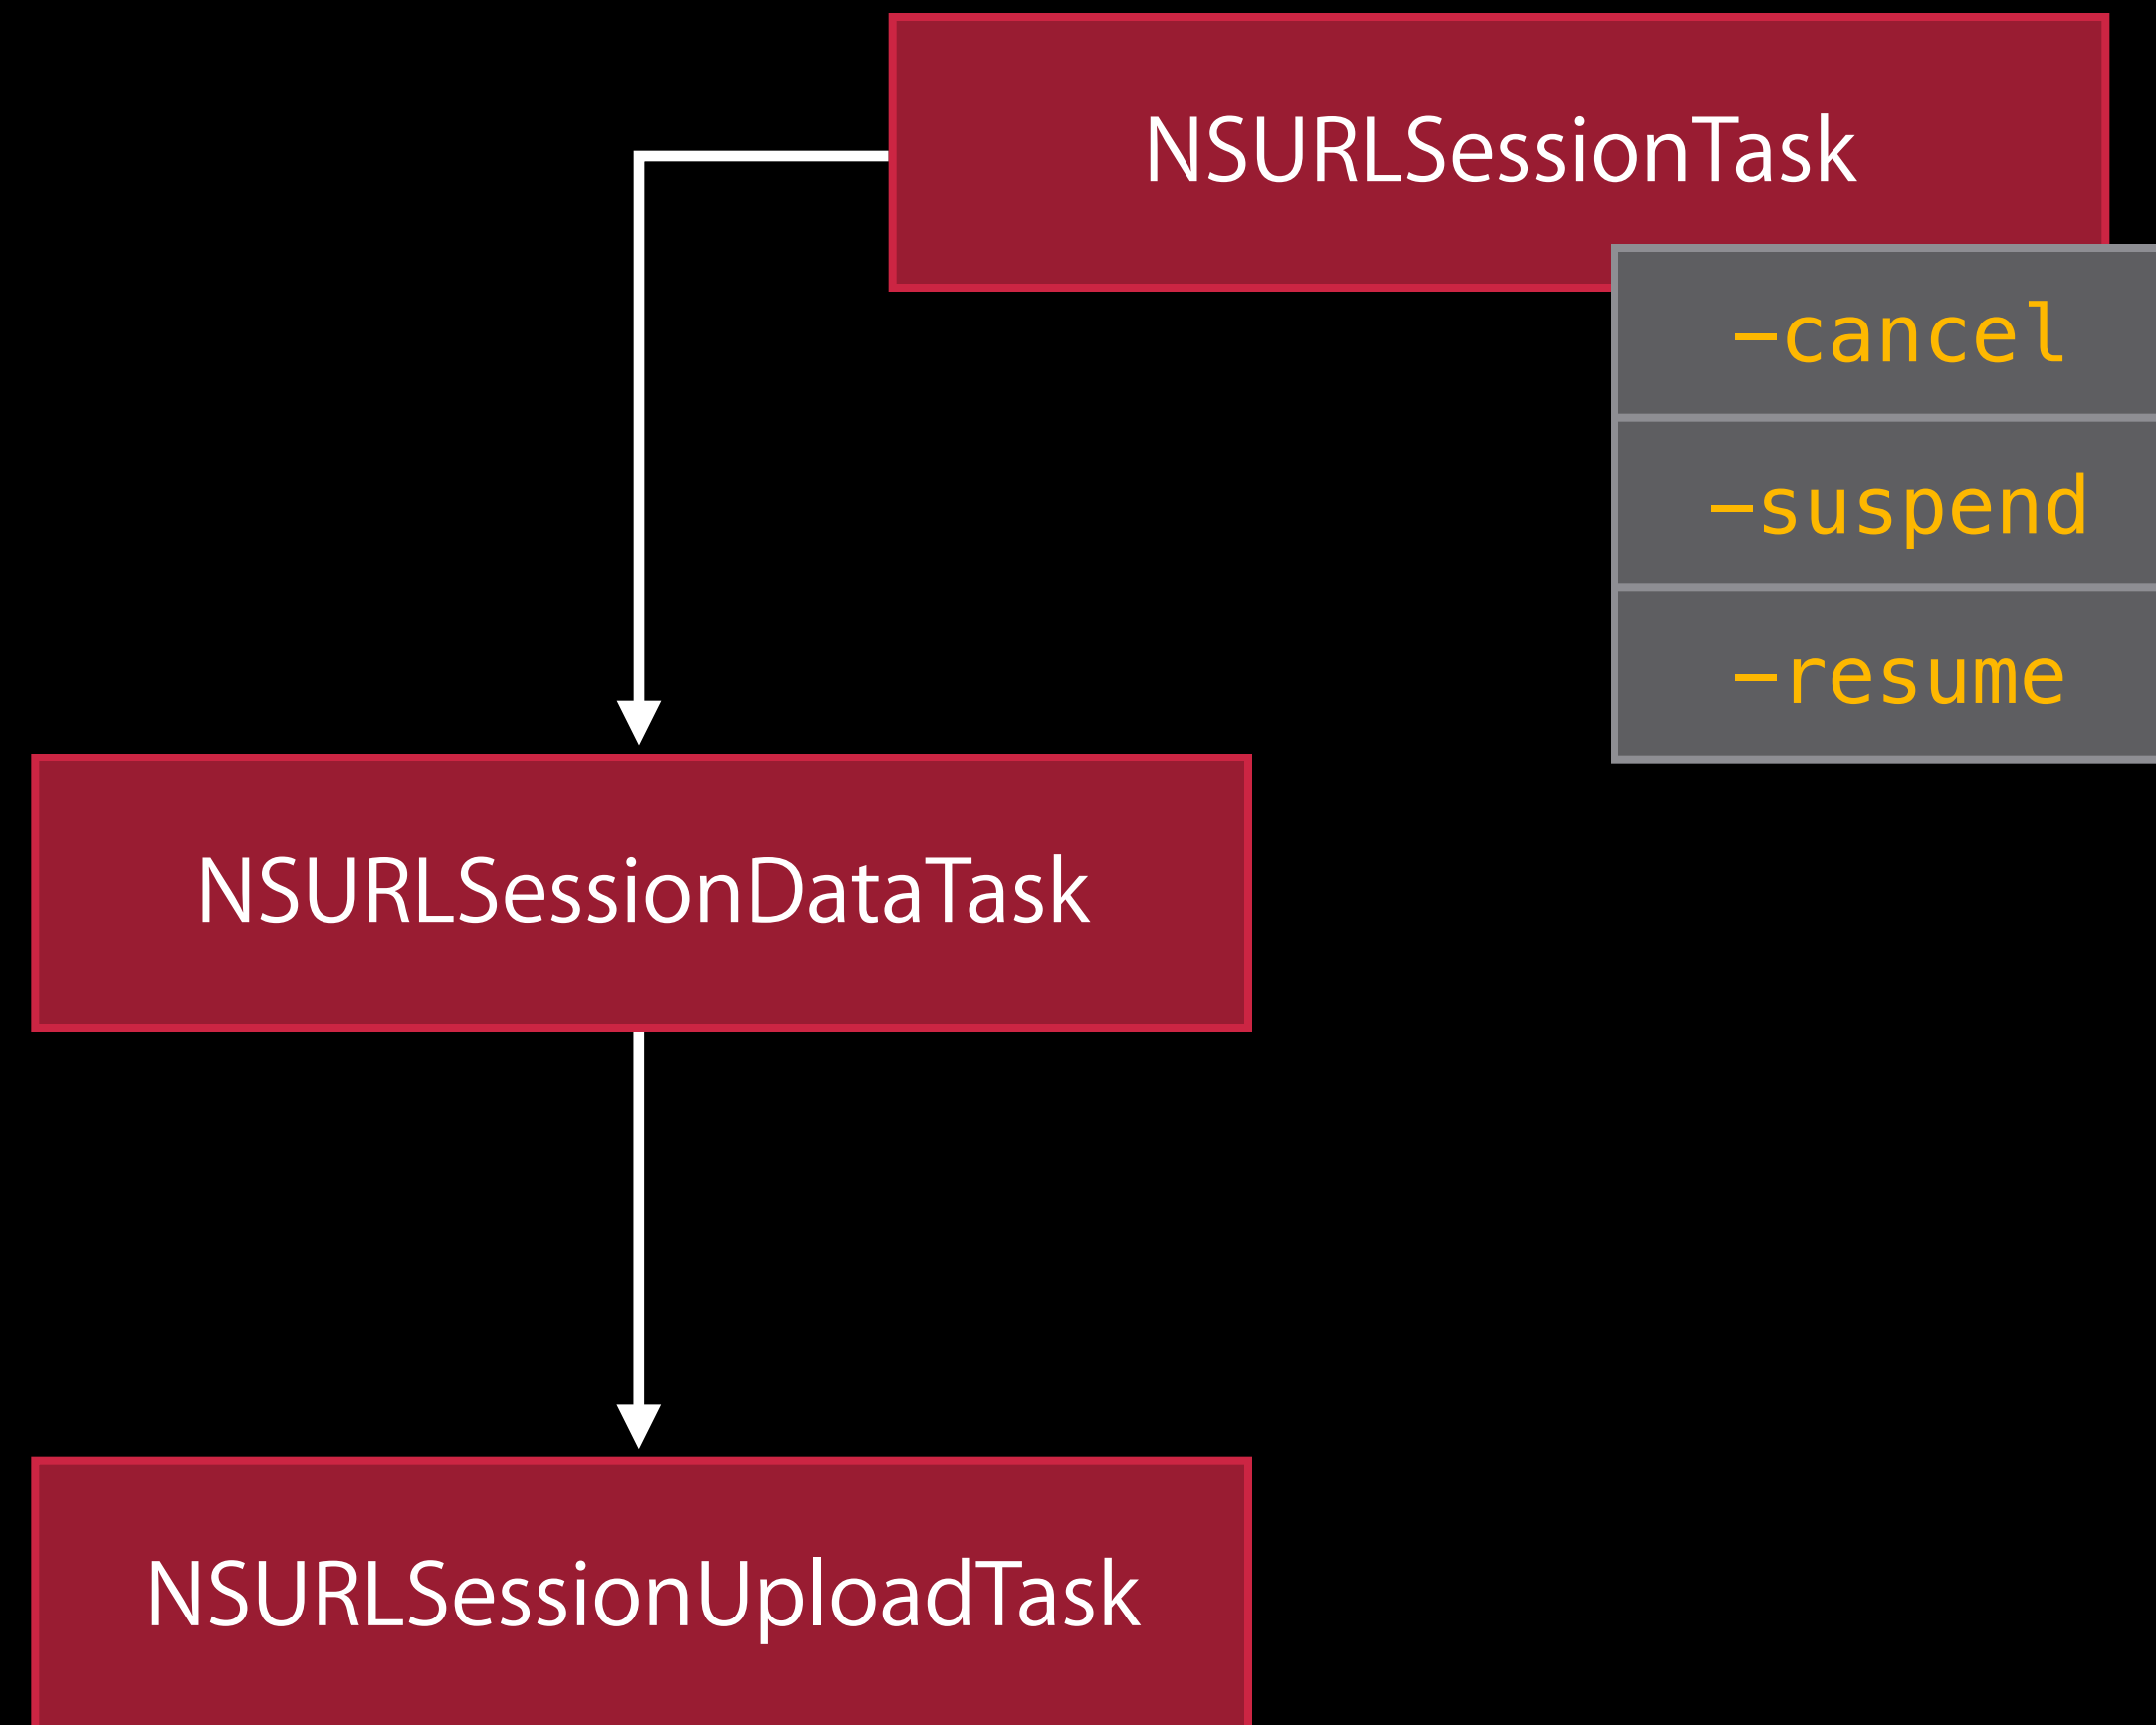 NSURLSessionTask
–cancel
–suspend
–resume
NSURLSessionDataTask
NSURLSessionUploadTask